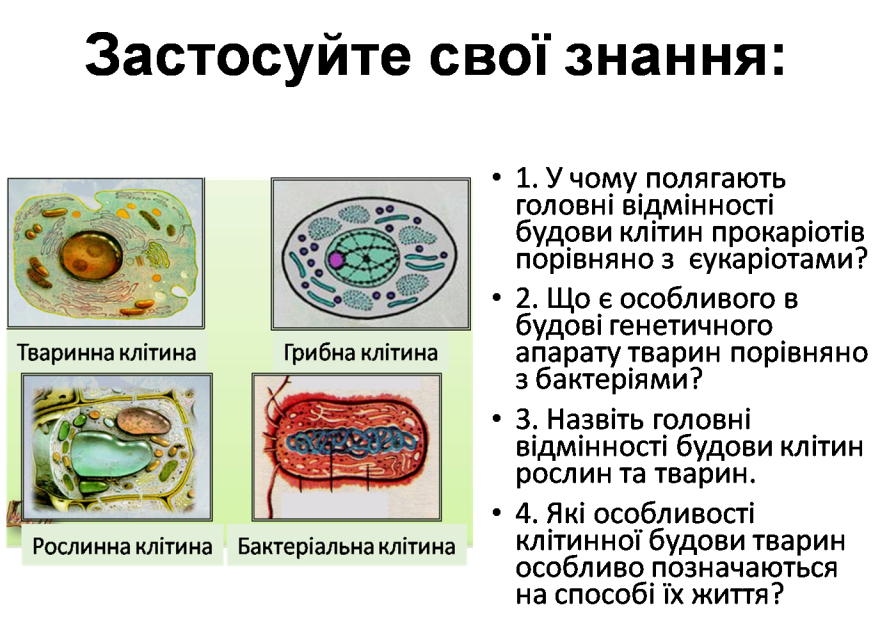 Застосуйте свої знання:
Тваринна клітина
Грибна клітина
Рослинна клітина
Бактеріальна клітина
• 1. У чому полягають
головні відмінності
будови клітин прокаріотів
порівняно з єукаріотами?
• 2. Що є особливого в
будові генетичного
апарату тварин порівняно
з бактеріями?
• 3. Назвіть головні
відмінності будови клітин
рослин та тварин.
• 4. Які особливості
клітинної будови тварин
особливо позначаються
на способі їх життя?